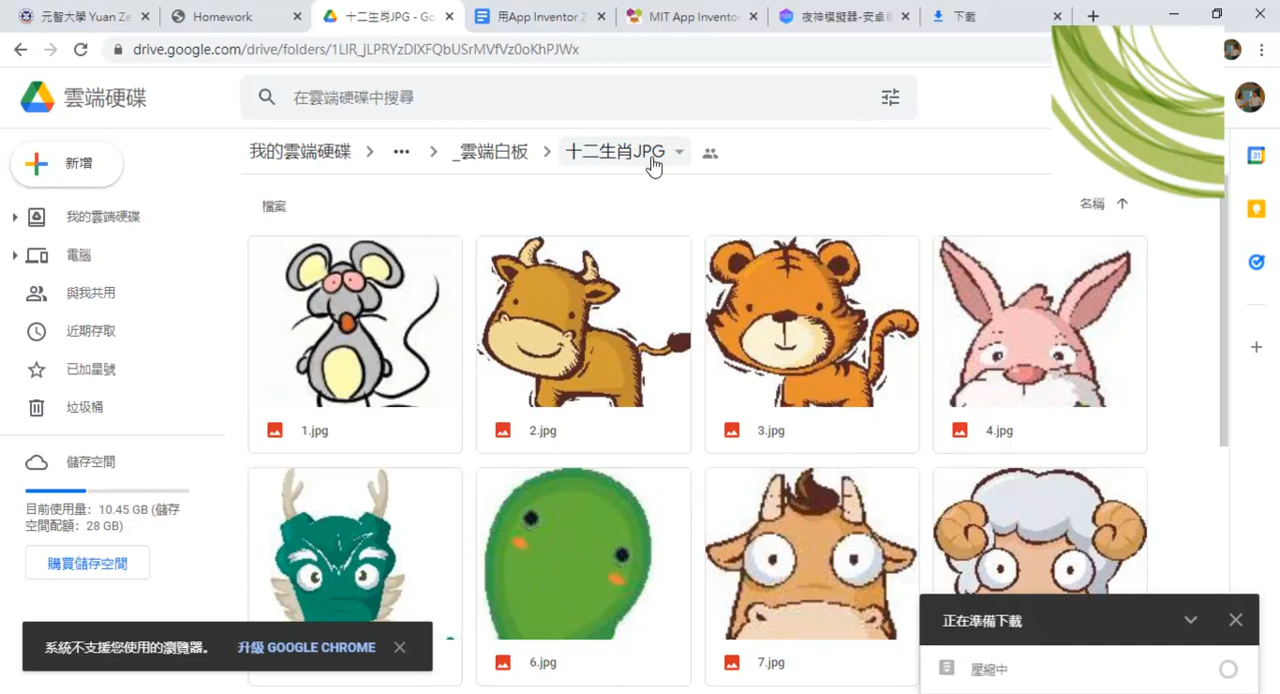 元智大學 Yuan Ze
Homework
十二生肖JPG - Go
用App Inventor 2
MIT App Invento
夜神模擬器-安卓
下載
drive.google.com/drive/folders/1LlR_jLPRYzDlXFQbUSrMVfVz0oKhPJWx
雲端硬碟
在雲端硬碟中搜尋
新增
我的雲端硬碟
•••
_雲端白板
十二生肖JPG
檔案
名稱
我的雲端硬碟
電腦
與我共用
近期存取
已加星號
垃圾桶
儲存空間
目前使用量：10.45 GB (儲存
空間配額：28 GB)
購買儲存空間
1.jpg
2.jpg
3.jpg
4.jpg
6.jpg
7.jpg
系統不支援您使用的瀏覽器。
升級 GOOGLE CHROME
正在準備下載
壓縮中
31